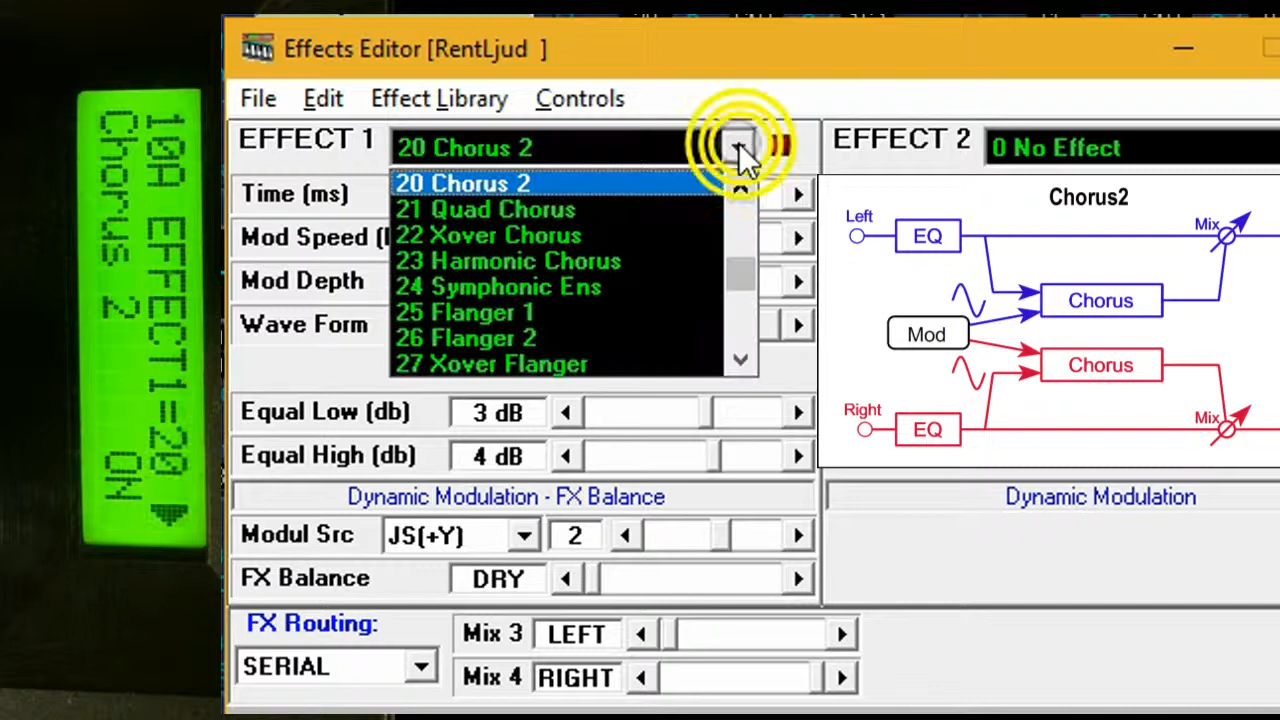 10A EFFECT1=20
Chorus 2 ON
Effects Editor [RentLjud ]
File Edit Effect Library Controls
EFFECT 1
20 Chorus 2
EFFECT 2
0 No Effect
20 Chorus 2
21 Quad Chorus
22 Xover Chorus
23 Harmonic Chorus
24 Symphonic Ens
25 Flanger 1
26 Flanger 2
27 Xover Flanger
Time (ms)
Mod Speed (
Mod Depth
Wave Form
Equal Low (db) 3 dB
Equal High (db) 4 dB
Dynamic Modulation - FX Balance
Modul Src JS(+Y) 2
FX Balance DRY
FX Routing:
SERIAL
Mix 3 LEFT
Mix 4 RIGHT
Chorus2
Left
EQ
Mix
Chorus
Mod
Chorus
Right
EQ
Mix
Dynamic Modulation